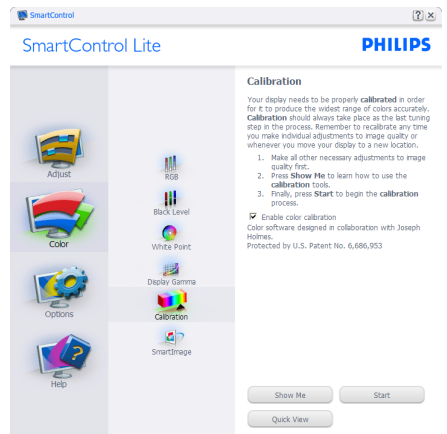 SmartControl
SmartControl Lite
PHILIPS
Adjust
Color
Options
Help
RGB
Black Level
White Point
Display Gamma
Calibration
SmartImage
Calibration
Your display needs to be properly calibrated in order
for it to produce the widest range of colors accurately.
Calibration should always take place as the last tuning
step in the process. Remember to recalibrate any time
you make individual adjustments to image quality or
whenever you move your display to a new location.
1. Make all other necessary adjustments to image
quality first.
2. Press Show Me to learn how to use the
calibration tools.
3. Finally, press Start to begin the calibration
process.
Enable color calibration
Color software designed in collaboration with Joseph
Holmes.
Protected by U.S. Patent No. 6,686,953
Show Me
Start
Quick View